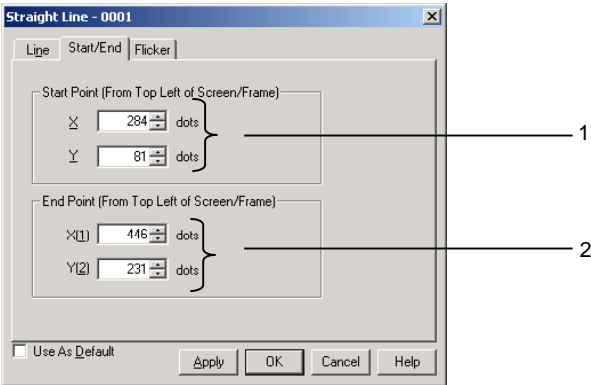 Straight Line - 0001
Line Start/End Flicker
Start Point (From Top Left of Screen/Frame)
X 284 dots
1
Y 81 dots
End Point (From Top Left of Screen/Frame)
X(1) 446 dots
2
Y(2) 231 dots
Use As Default Apply OK Cancel Help